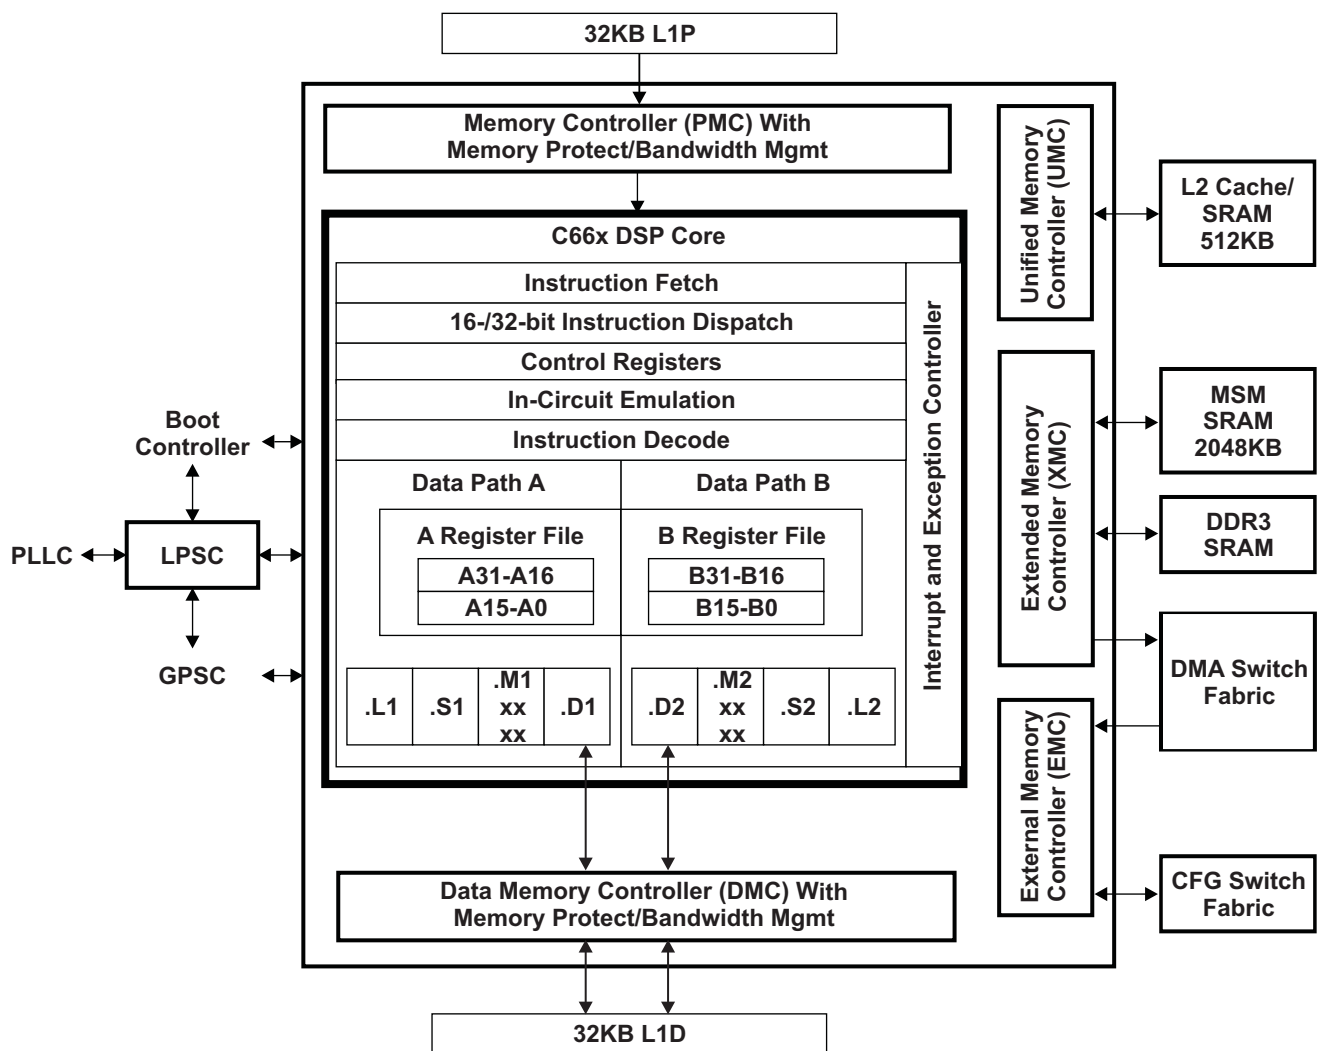 32KB L1P
Memory Controller (PMC) With
Memory Protect/Bandwidth Mgmt
C66x DSP Core
Instruction Fetch
16-/32-bit Instruction Dispatch
Control Registers
In-Circuit Emulation
Instruction Decode
Data Path A
Data Path B
A Register File
B Register File
A31-A16
B31-B16
A15-A0
B15-B0
.L1
.S1
.M1
xx
xx
.D1
.D2
.M2
xx
xx
.S2
.L2
Interrupt and Exception Controller
Data Memory Controller (DMC) With
Memory Protect/Bandwidth Mgmt
32KB L1D
Boot
Controller
PLLC
LPSC
GPSC
Unified Memory
Controller (UMC)
Extended Memory
Controller (XMC)
External Memory
Controller (EMC)
L2 Cache/
SRAM
512KB
MSM
SRAM
2048KB
DDR3
SRAM
DMA Switch
Fabric
CFG Switch
Fabric